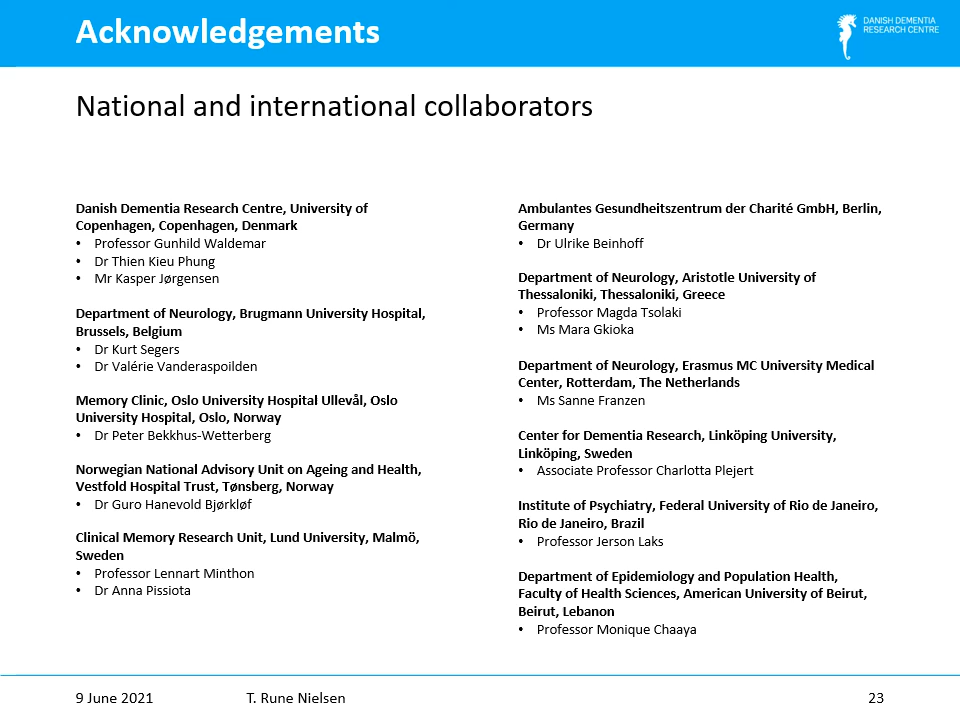 Acknowledgements
DANISH DEMENTIA
RESEARCH CENTRE
National and international collaborators
Danish Dementia Research Centre, University of
Copenhagen, Copenhagen, Denmark
• Professor Gunhild Waldemar
• Dr Thien Kieu Phung
• Mr Kasper Jørgensen
Department of Neurology, Brugmann University Hospital,
Brussels, Belgium
• Dr Kurt Segers
• Dr Valérie Vanderaspoilden
Memory Clinic, Oslo University Hospital Ullevål, Oslo
University Hospital, Oslo, Norway
• Dr Peter Bekkhus-Wetterberg
Norwegian National Advisory Unit on Ageing and Health,
Vestfold Hospital Trust, Tønsberg, Norway
• Dr Guro Hanevold Bjørkløf
Clinical Memory Research Unit, Lund University, Malmö,
Sweden
• Professor Lennart Minthon
• Dr Anna Pissiota
Ambulantes Gesundheitszentrum der Charité GmbH, Berlin,
Germany
• Dr Ulrike Beinhoff
Department of Neurology, Aristotle University of
Thessaloniki, Thessaloniki, Greece
• Professor Magda Tsolaki
• Ms Mara Gkioka
Department of Neurology, Erasmus MC University Medical
Center, Rotterdam, The Netherlands
• Ms Sanne Franzen
Center for Dementia Research, Linköping University,
Linköping, Sweden
• Associate Professor Charlotta Plejert
Institute of Psychiatry, Federal University of Rio de Janeiro,
Rio de Janeiro, Brazil
• Professor Jerson Laks
Department of Epidemiology and Population Health,
Faculty of Health Sciences, American University of Beirut,
Beirut, Lebanon
• Professor Monique Chaaya
9 June 2021 T. Rune Nielsen 23